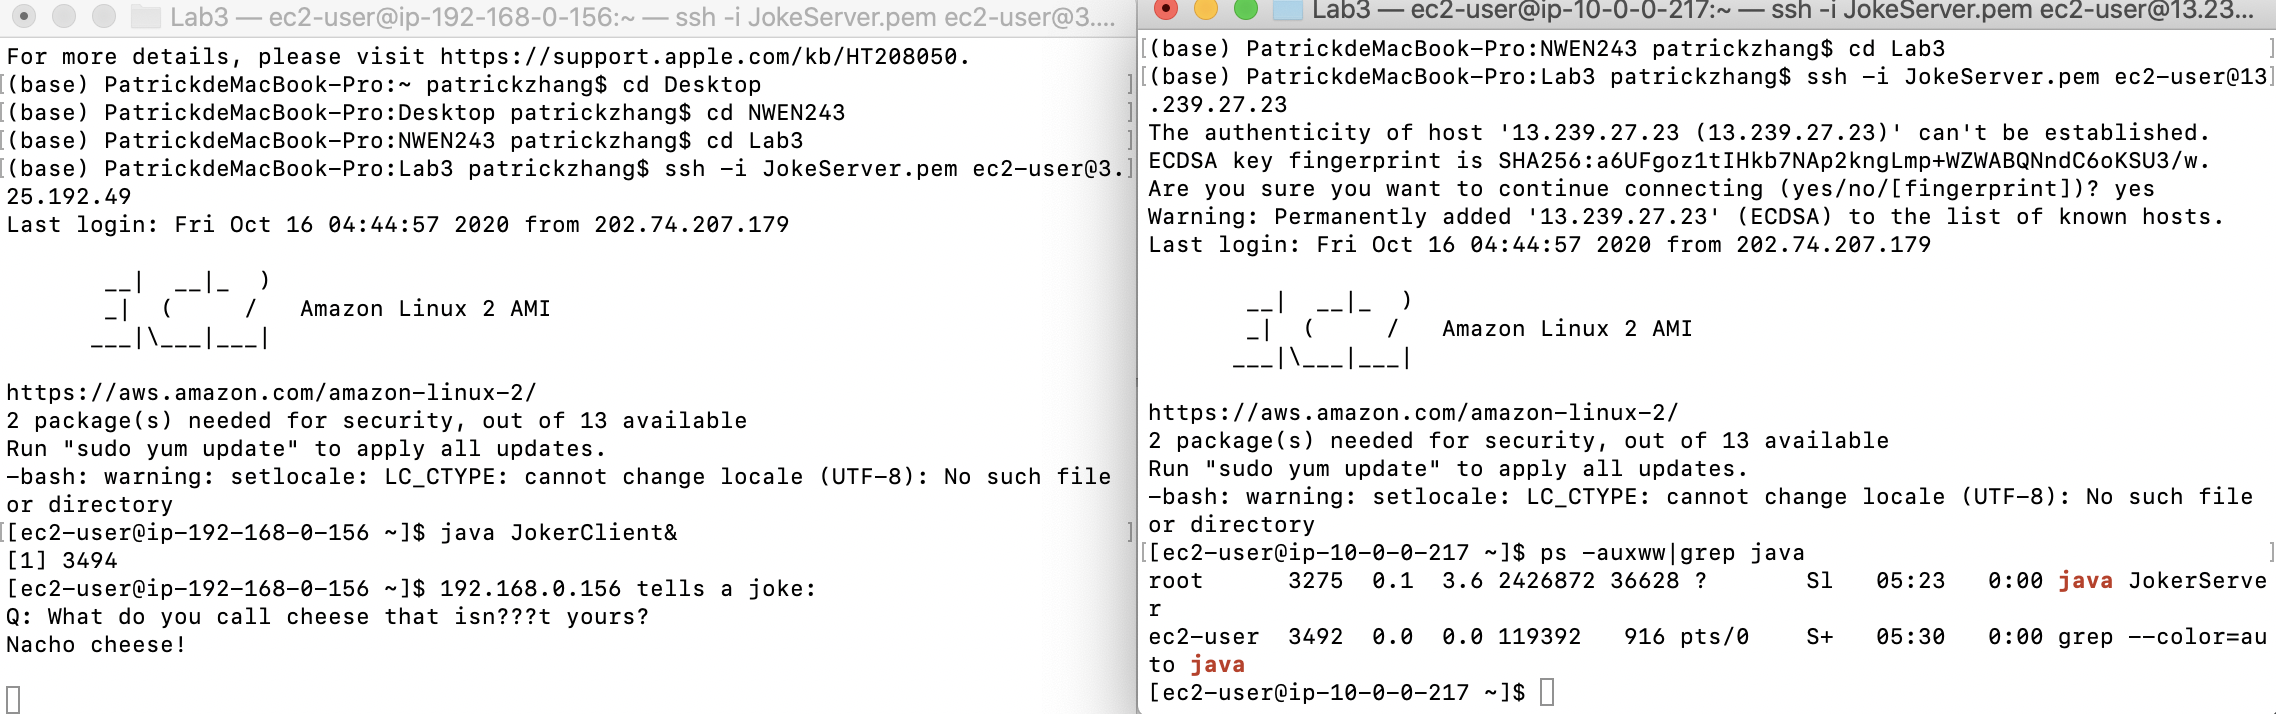 Lab3 — ec2-user@ip-192-168-0-156:~ — ssh -i JokeServer.pem ec2-user@3....
For more details, please visit https://support.apple.com/kb/HT208050.
[(base) PatrickdeMacBook-Pro:~ patrickzhang$ cd Desktop ]
[(base) PatrickdeMacBook-Pro:Desktop patrickzhang$ cd NWEN243 ]
[(base) PatrickdeMacBook-Pro:NWEN243 patrickzhang$ cd Lab3 ]
[(base) PatrickdeMacBook-Pro:Lab3 patrickzhang$ ssh -i JokeServer.pem ec2-user@3.]
25.192.49
Last login: Fri Oct 16 04:44:57 2020 from 202.74.207.179
       __|  __|_  )
       _|  (     /   Amazon Linux 2 AMI
      ___|\___|___|
https://aws.amazon.com/amazon-linux-2/
2 package(s) needed for security, out of 13 available
Run "sudo yum update" to apply all updates.
-bash: warning: setlocale: LC_CTYPE: cannot change locale (UTF-8): No such file
or directory
[[ec2-user@ip-192-168-0-156 ~]$ java JokerClient& ]
[1] 3494
[ec2-user@ip-192-168-0-156 ~]$ 192.168.0.156 tells a joke:
Q: What do you call cheese that isn???t yours?
Nacho cheese!
Lab3 — ec2-user@ip-10-0-0-217:~ — ssh -i JokeServer.pem ec2-user@13.23...
[(base) PatrickdeMacBook-Pro:NWEN243 patrickzhang$ cd Lab3 ]
[(base) PatrickdeMacBook-Pro:Lab3 patrickzhang$ ssh -i JokeServer.pem ec2-user@13]
.239.27.23
The authenticity of host '13.239.27.23 (13.239.27.23)' can't be established.
ECDSA key fingerprint is SHA256:a6UFgoz1tIHkb7NAp2kngLmp+WZWABQNndC6oKSU3/w.
Are you sure you want to continue connecting (yes/no/[fingerprint])? yes
Warning: Permanently added '13.239.27.23' (ECDSA) to the list of known hosts.
Last login: Fri Oct 16 04:44:57 2020 from 202.74.207.179
       __|  __|_  )
       _|  (     /   Amazon Linux 2 AMI
      ___|\___|___|
https://aws.amazon.com/amazon-linux-2/
2 package(s) needed for security, out of 13 available
Run "sudo yum update" to apply all updates.
-bash: warning: setlocale: LC_CTYPE: cannot change locale (UTF-8): No such file
or directory
[[ec2-user@ip-10-0-0-217 ~]$ ps -auxww|grep java ]
root      3275  0.1  3.6 2426872 36628 ?      Sl   05:23   0:00 java JokerServe
r
ec2-user  3492  0.0  0.0 119392   916 pts/0    S+   05:30   0:00 grep --color=au
to java
[ec2-user@ip-10-0-0-217 ~]$